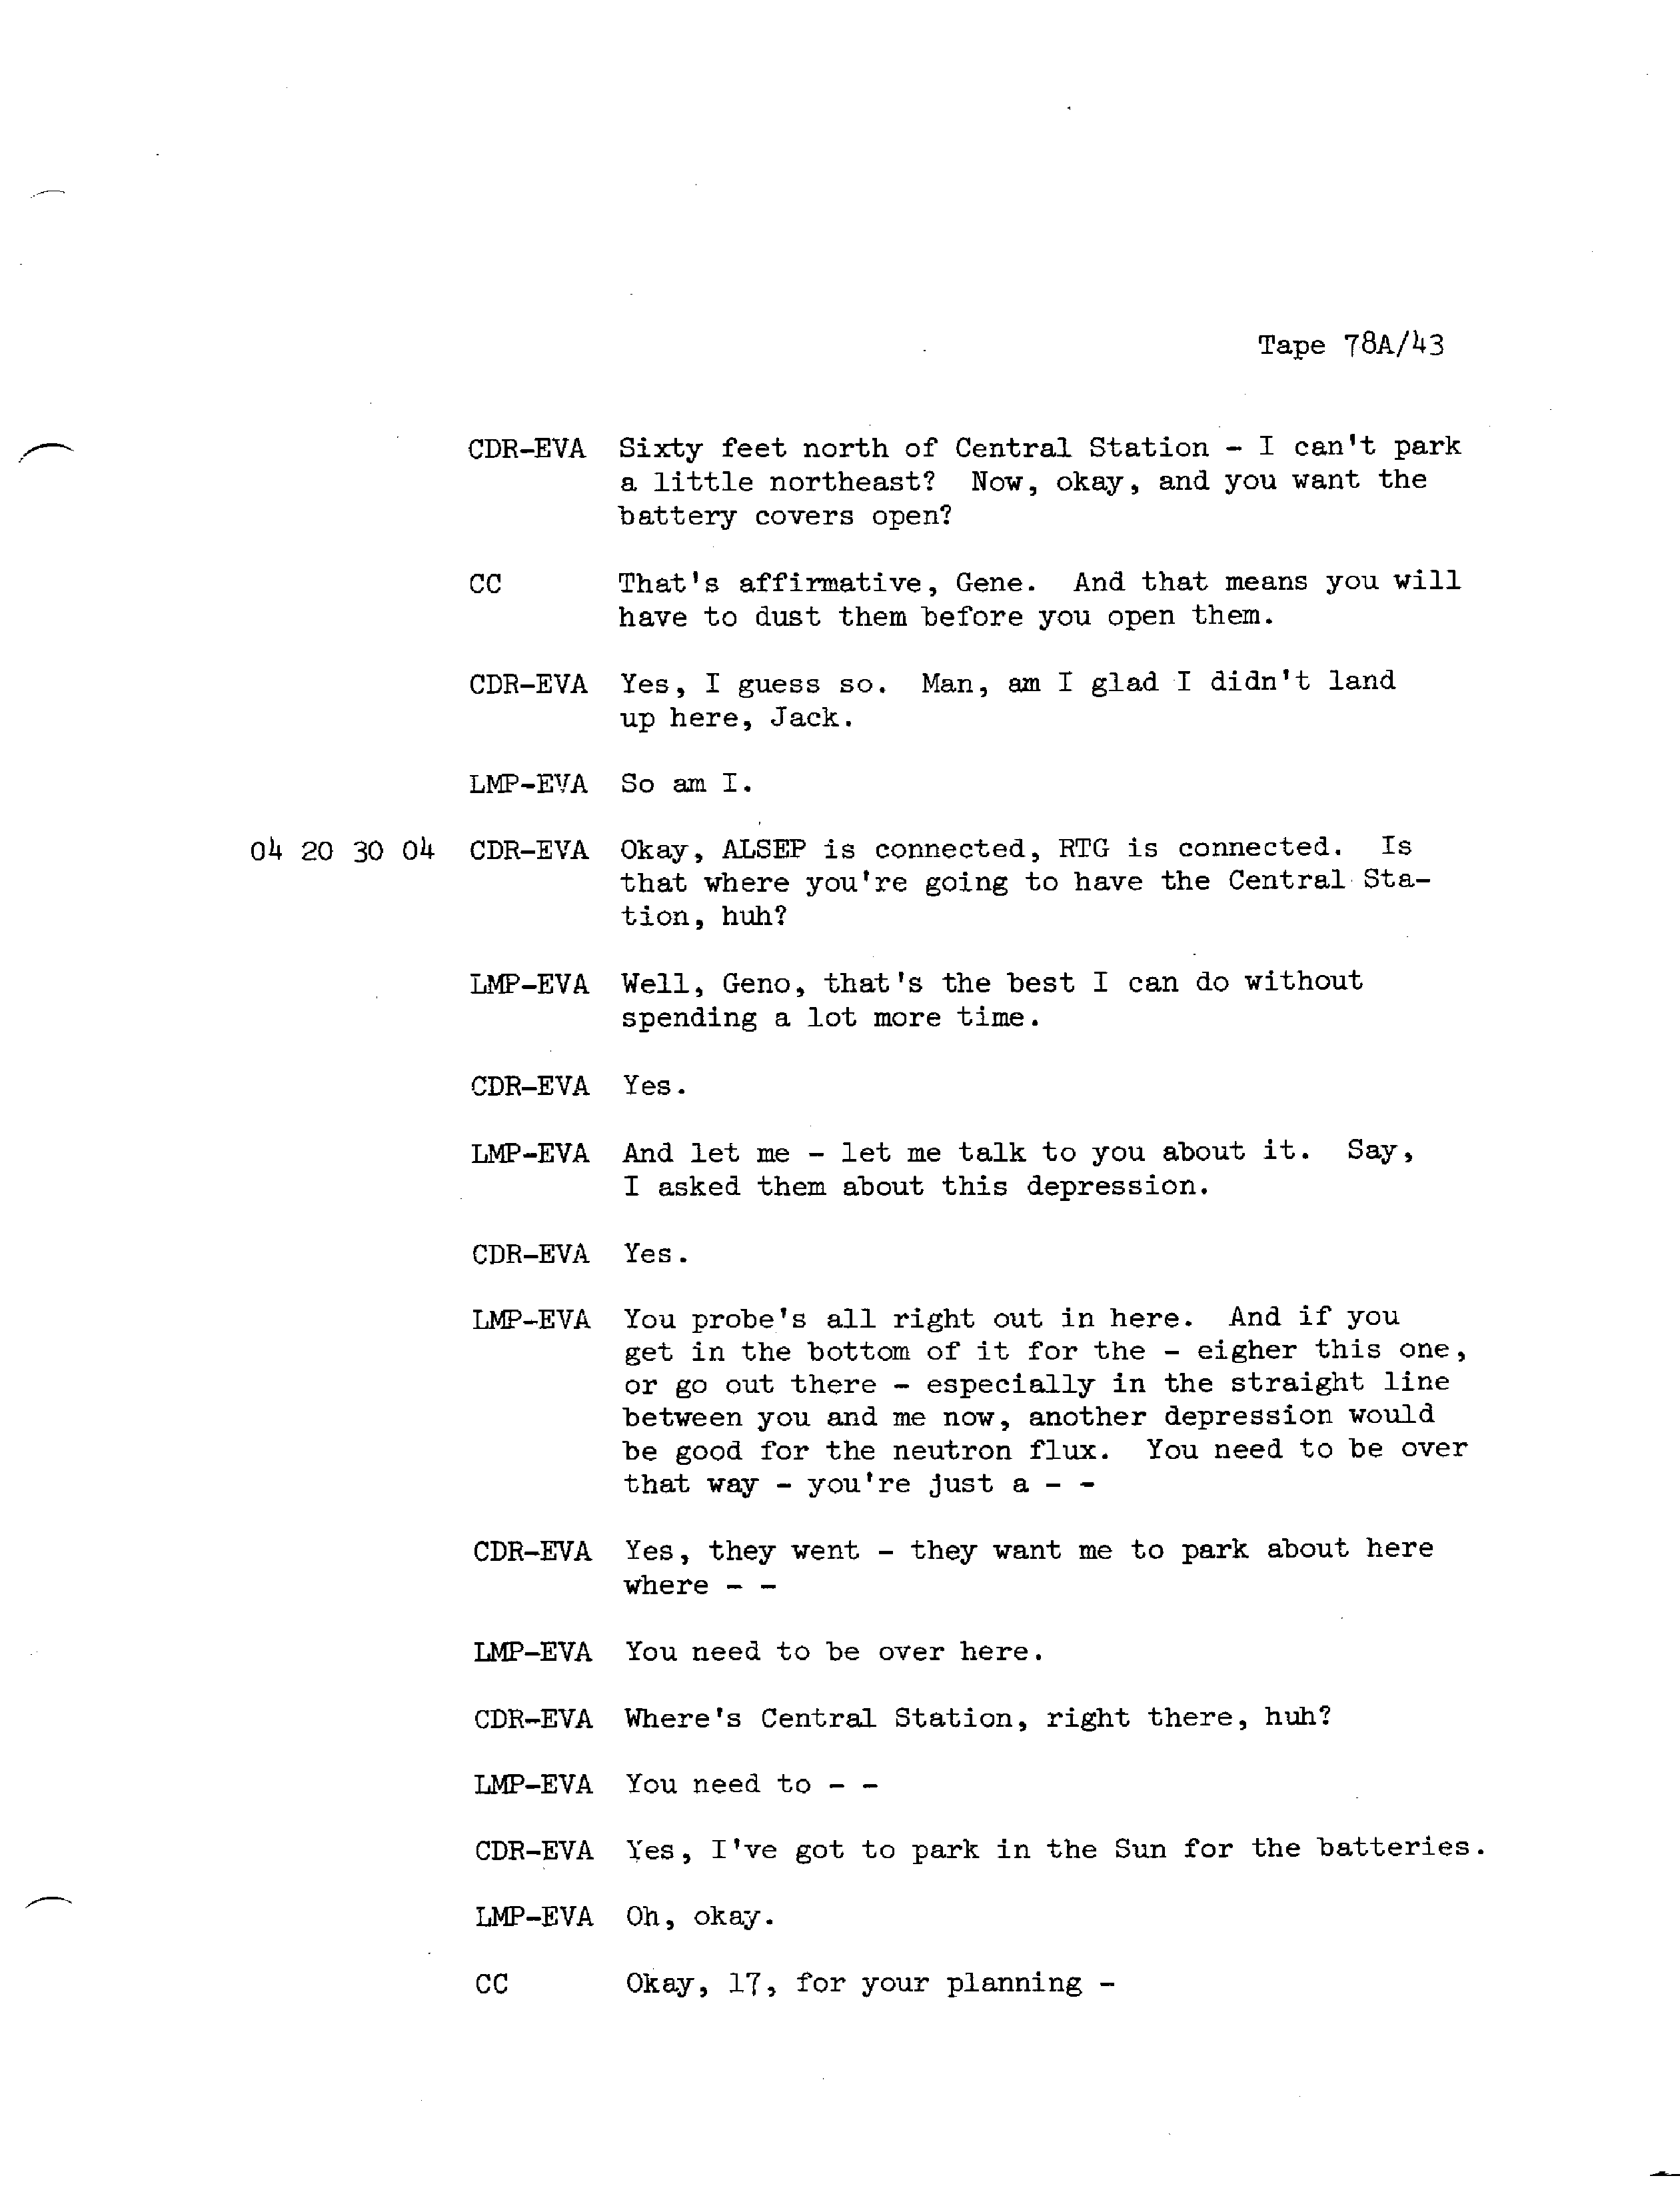 Tape 78A/43
CDR-EVA Sixty feet north of Central Station - I can't park
a little northeast? Now, okay, and you want the
battery covers open?
CC That's affirmative, Gene. And that means you will
have to dust them before you open them.
CDR-EVA Yes, I guess so. Man, am I glad I didn't land
up here, Jack.
LMP-EVA So am I.
04 20 30 04 CDR-EVA Okay, ALSEP is connected, RTG is connected. Is
that where you're going to have the Central Sta-
tion, huh?
LMP-EVA Well, Geno, that's the best I can do without
spending a lot more time.
CDR-EVA Yes.
LMP-EVA And let me - let me talk to you about it. Say,
I asked them about this depression.
CDR-EVA Yes.
LMP-EVA You probe's all right out in here. And if you
get in the bottom of it for the - eigher this one,
or go out there - especially in the straight line
between you and me now, another depression would
be good for the neutron flux. You need to be over
that way - you're just a - -
CDR-EVA Yes, they went - they want me to park about here
where - -
LMP-EVA You need to be over here.
CDR-EVA Where's Central Station, right there, huh?
LMP-EVA You need to - -
CDR-EVA Yes, I've got to park in the Sun for the batteries.
LMP-EVA Oh, okay.
CC Okay, 17, for your planning -